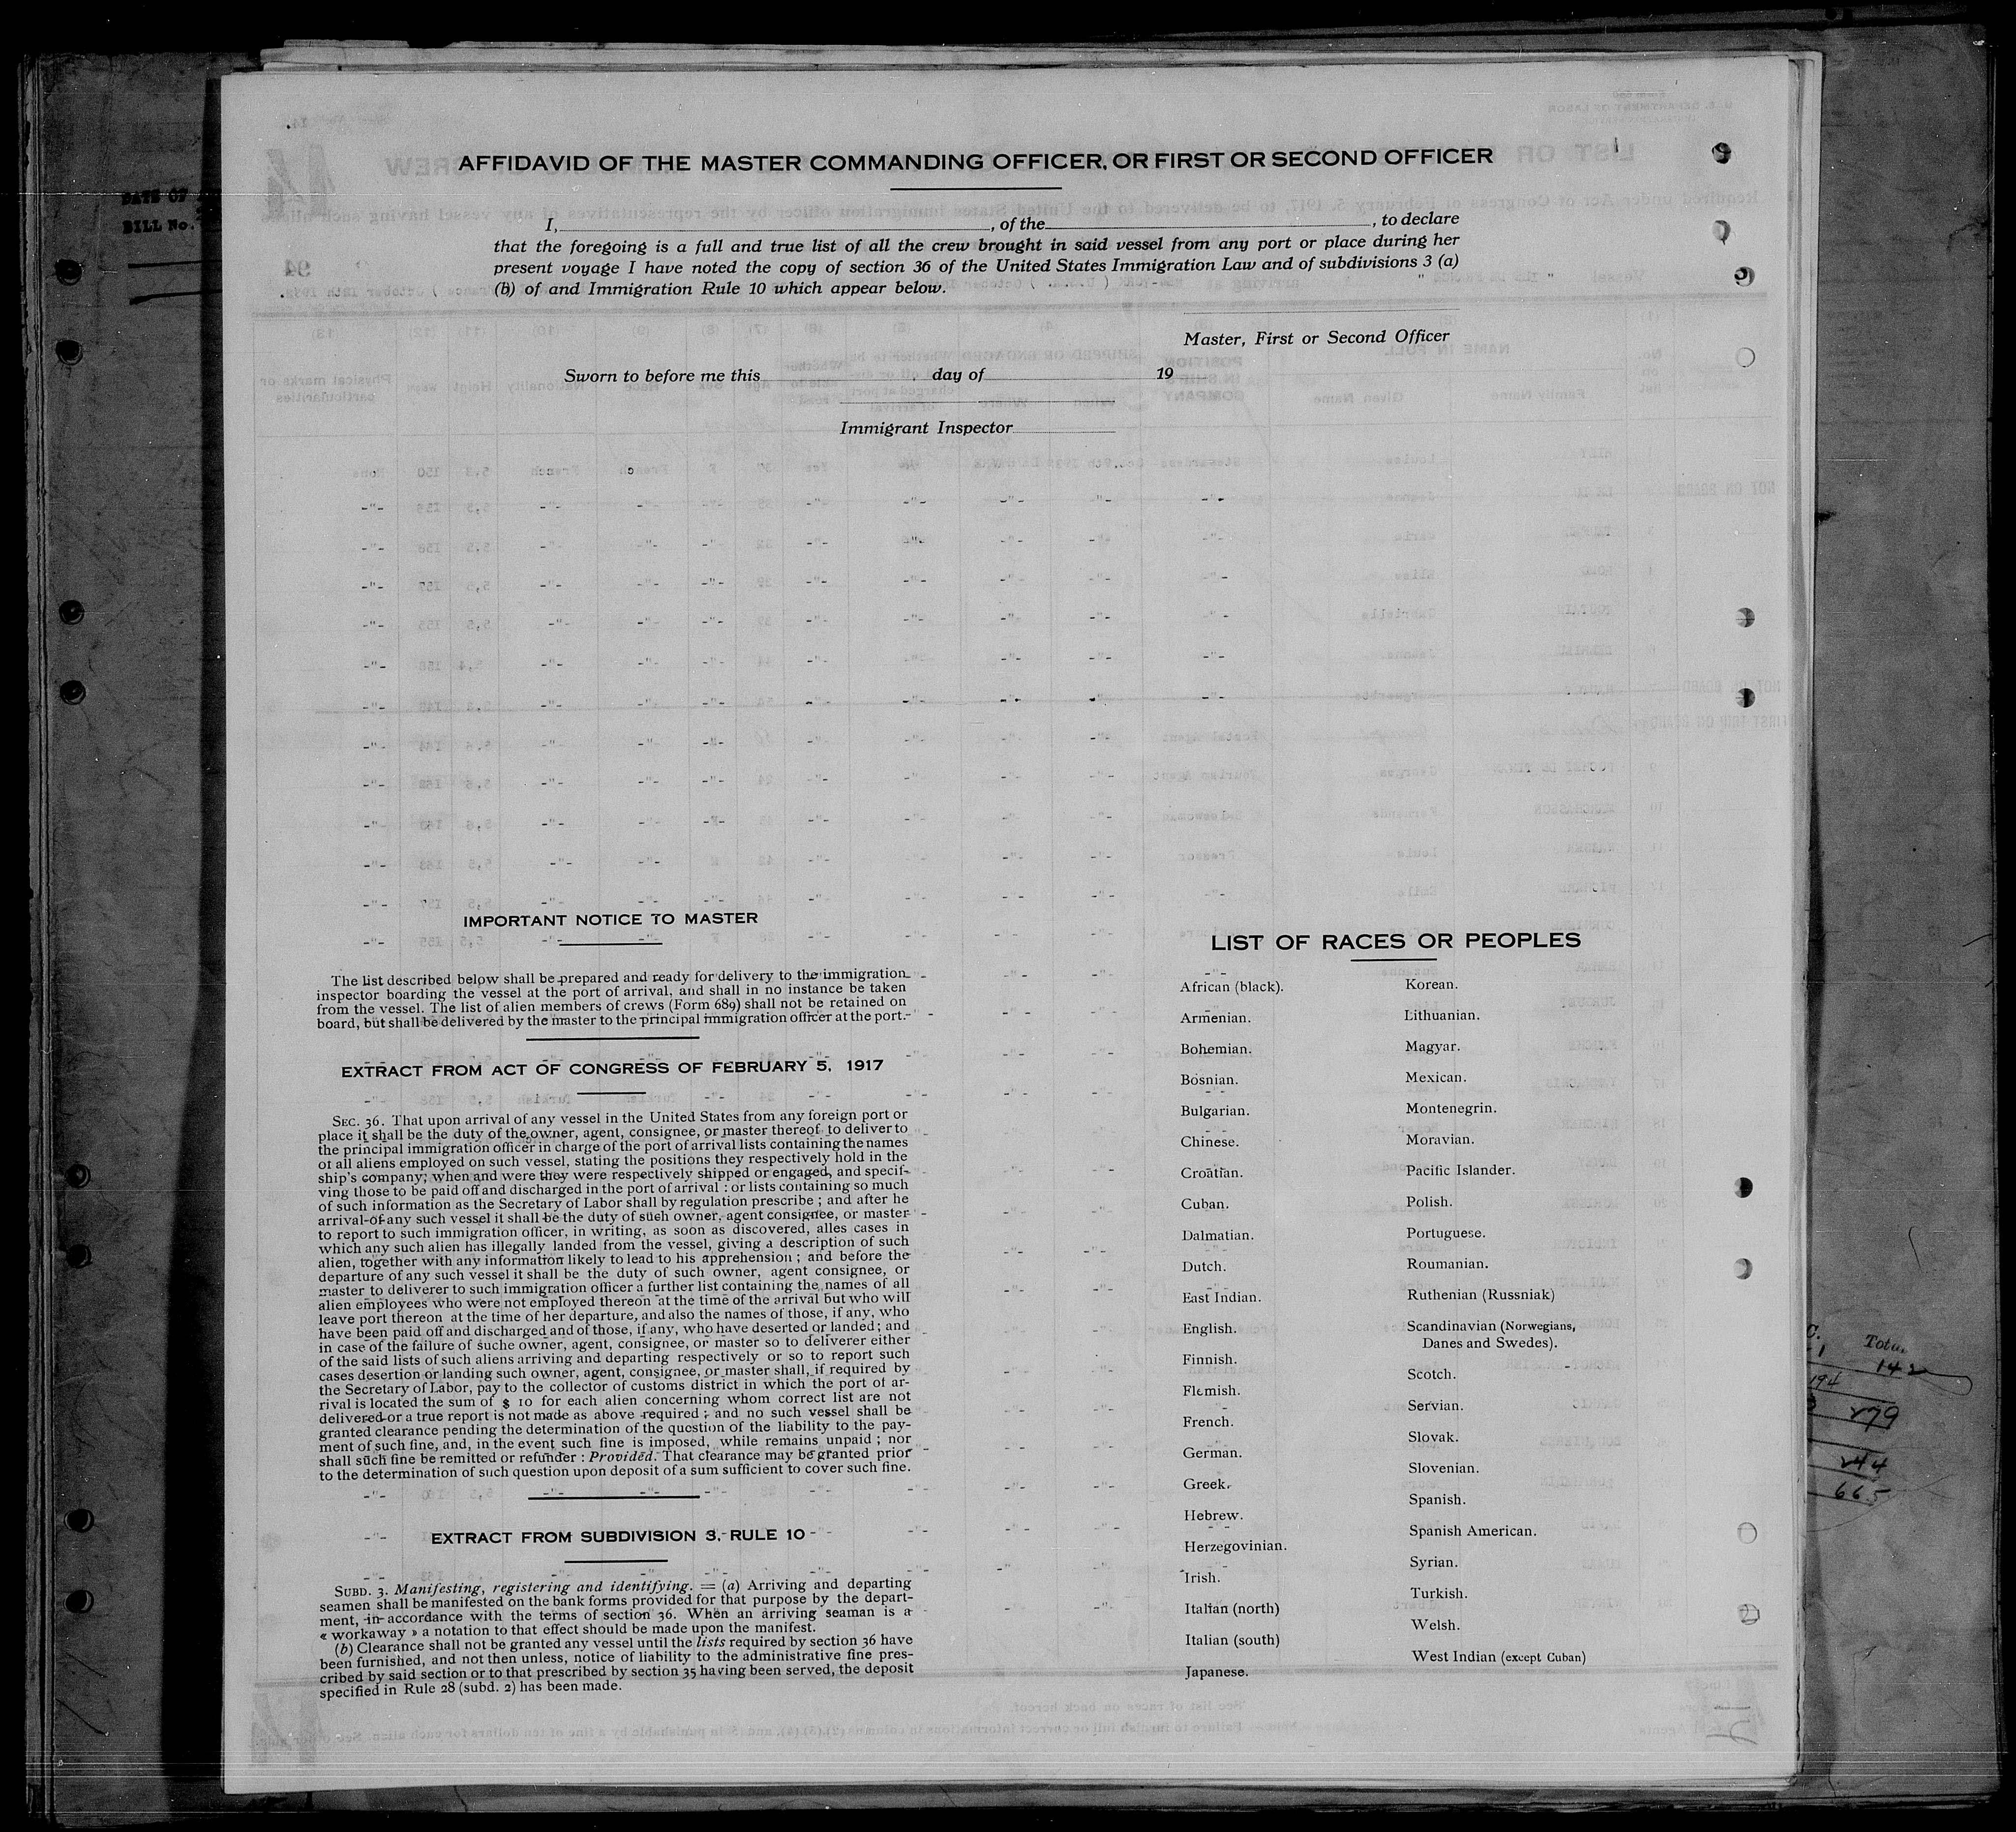 DATE OF
BILL No.
AFFIDAVID OF THE MASTER COMMANDING OFFICER, OR FIRST OR SECOND OFFICER
I, , of the , to declare
that the foregoing is a full and true list of all the crew brought in said vessel from any port or place during her
present voyage I have noted the copy of section 36 of the United States Immigration Law and of subdivisions 3 (a)
(b) of and Immigration Rule 10 which appear below.
Master, First or Second Officer
Sworn to before me this day of 19
Immigrant Inspector
IMPORTANT NOTICE TO MASTER
The list described below shall be prepared and ready for delivery to the immigration
inspector boarding the vessel at the port of arrival, and shall in no instance be taken
from the vessel. The list of alien members of crews (Form 689) shall not be retained on
board, but shall be delivered by the master to the principal immigration officer at the port.
EXTRACT FROM ACT OF CONGRESS OF FEBRUARY 5, 1917
SEC. 36. That upon arrival of any vessel in the United States from any foreign port or
place it shall be the duty of the owner, agent, consignee, or master thereof to deliver to
the principal immigration officer in charge of the port of arrival lists containing the names
ot all aliens employed on such vessel, stating the positions they respectively hold in the
ship's company; when and were they were respectively shipped or engaged, and specif-
ving those to be paid off and discharged in the port of arrival : or lists containing so much
of such information as the Secretary of Labor shall by regulation prescribe ; and after he
arrival of any such vessel it shall be the duty of such owner, agent consignee, or master
to report to such immigration officer, in writing, as soon as discovered, alles cases in
which any such alien has illegally landed from the vessel, giving a description of such
alien, together with any information likely to lead to his apprehension ; and before the
departure of any such vessel it shall be the duty of such owner, agent consignee, or
master to deliverer to such immigration officer a further list containing the names of all
alien employees who were not employed thereon at the time of the arrival but who will
leave port thereon at the time of her departure, and also the names of those, if any, who
have been paid off and discharged and of those, if any, who have deserted or landed ; and
in case of the failure of suche owner, agent, consignee, or master so to deliverer either
of the said lists of such aliens arriving and departing respectively or so to report such
cases desertion or landing such owner, agent, consignee, or master shall, if required by
the Secretary of Labor, pay to the collector of customs district in which the port of ar-
rival is located the sum of $ 10 for each alien concerning whom correct list are not
delivered or a true report is not made as above required ; and no such vessel shall be
granted clearance pending the determination of the question of the liability to the pay-
ment of such fine, and, in the event such fine is imposed, while remains unpaid ; nor
shall such fine be remitted or refunder : Provided. That clearance may be granted prior
to the determination of such question upon deposit of a sum sufficient to cover such fine.
EXTRACT FROM SUBDIVISION 3, RULE 10
SUBD. 3. Manifesting, registering and identifying. = (a) Arriving and departing
seamen shall be manifested on the bank forms provided for that purpose by the depart-
ment, in accordance with the terms of section 36. When an arriving seaman is a
« workaway » a notation to that effect should be made upon the manifest.
(b) Clearance shall not be granted any vessel until the lists required by section 36 have
been furnished, and not then unless, notice of liability to the administrative fine pres-
cribed by said section or to that prescribed by section 35 having been served, the deposit
specified in Rule 28 (subd. 2) has been made.
LIST OF RACES OR PEOPLES
African (black).
Armenian.
Bohemian.
Bosnian.
Bulgarian.
Chinese.
Croatian.
Cuban.
Dalmatian.
Dutch.
East Indian.
English.
Finnish.
Flemish.
French.
German.
Greek.
Hebrew.
Herzegovinian.
Irish.
Italian (north)
Italian (south)
Japanese.
Korean.
Lithuanian.
Magyar.
Mexican.
Montenegrin.
Moravian.
Pacific Islander.
Polish.
Portuguese.
Roumanian.
Ruthenian (Russniak)
Scandinavian (Norwegians,
Danes and Swedes).
Scotch.
Servian.
Slovak.
Slovenian.
Spanish.
Spanish American.
Syrian.
Turkish.
Welsh.
West Indian (except Cuban)
Total
142
194
279
244
665